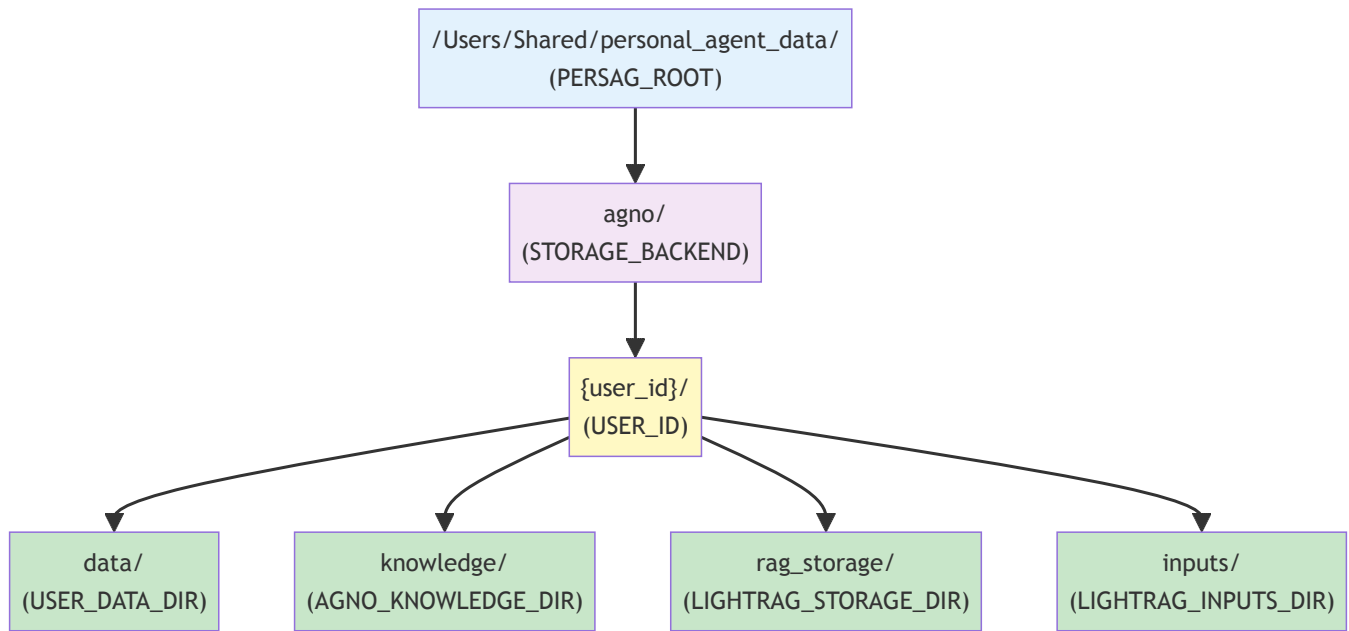 /Users/Shared/personal_agent_data/
(PERSAG_ROOT)
agno/
(STORAGE_BACKEND)
{user_id}/
(USER_ID)
data/
(USER_DATA_DIR)
knowledge/
(AGNO_KNOWLEDGE_DIR)
rag_storage/
(LIGHTRAG_STORAGE_DIR)
inputs/
(LIGHTRAG_INPUTS_DIR)